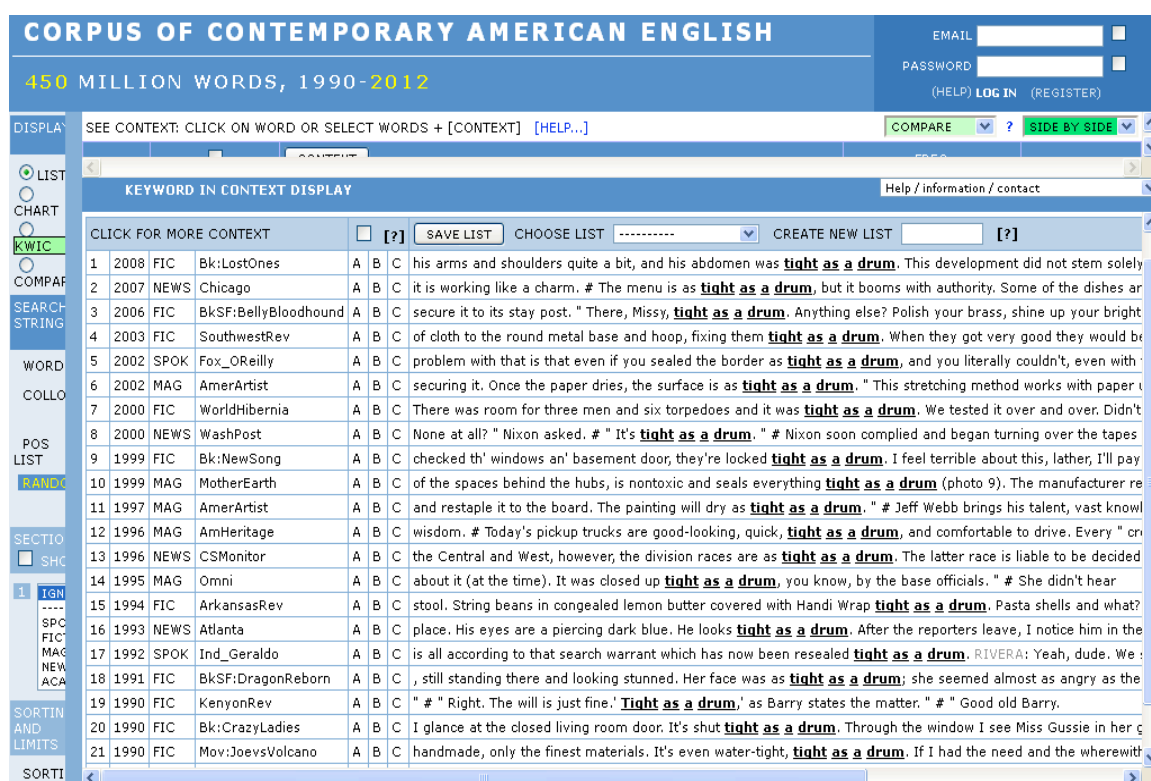 CORPUS OF CONTEMPORARY AMERICAN ENGLISH
450 MILLION WORDS, 1990-2012
EMAIL
PASSWORD
(HELP) LOG IN (REGISTER)
DISPLAY
SEE CONTEXT: CLICK ON WORD OR SELECT WORDS + [CONTEXT] [HELP...]
COMPARE ? SIDE BY SIDE
LIST
CHART
KWIC
COMPAR
SEARCH
STRING
WORD
COLLO
POS
LIST
RANDO
SECTIO
SHO
1 IGN
----
SPO
FICT
MAG
NEW
ACA
SORTIN
AND
LIMITS
SORTI
KEYWORD IN CONTEXT DISPLAY
Help / information / contact
CLICK FOR MORE CONTEXT [?] SAVE LIST CHOOSE LIST ---------- CREATE NEW LIST [?]
1 2008 FIC Bk:LostOnes A B C his arms and shoulders quite a bit, and his abdomen was tight as a drum. This development did not stem solely
2 2007 NEWS Chicago A B C it is working like a charm. # The menu is as tight as a drum, but it booms with authority. Some of the dishes ar
3 2006 FIC BkSF:BellyBloodhound A B C secure it to its stay post. " There, Missy, tight as a drum. Anything else? Polish your brass, shine up your bright
4 2003 FIC SouthwestRev A B C of cloth to the round metal base and hoop, fixing them tight as a drum. When they got very good they would be
5 2002 SPOK Fox_OReilly A B C problem with that is that even if you sealed the border as tight as a drum, and you literally couldn't, even with
6 2002 MAG AmerArtist A B C securing it. Once the paper dries, the surface is as tight as a drum. " This stretching method works with paper
7 2000 FIC WorldHibernia A B C There was room for three men and six torpedoes and it was tight as a drum. We tested it over and over. Didn't
8 2000 NEWS WashPost A B C None at all? " Nixon asked. # " It's tight as a drum. " # Nixon soon complied and began turning over the tapes
9 1999 FIC Bk:NewSong A B C checked th' windows an' basement door, they're locked tight as a drum. I feel terrible about this, lather, I'll pay
10 1999 MAG MotherEarth A B C of the spaces behind the hubs, is nontoxic and seals everything tight as a drum (photo 9). The manufacturer re
11 1997 MAG AmerArtist A B C and restaple it to the board. The painting will dry as tight as a drum. " # Jeff Webb brings his talent, vast knowl
12 1996 MAG AmHeritage A B C wisdom. # Today's pickup trucks are good-looking, quick, tight as a drum, and comfortable to drive. Every " cr
13 1996 NEWS CSMonitor A B C the Central and West, however, the division races are as tight as a drum. The latter race is liable to be decided
14 1995 MAG Omni A B C about it (at the time). It was closed up tight as a drum, you know, by the base officials. " # She didn't hear
15 1994 FIC ArkansasRev A B C stool. String beans in congealed lemon butter covered with Handi Wrap tight as a drum. Pasta shells and what?
16 1993 NEWS Atlanta A B C place. His eyes are a piercing dark blue. He looks tight as a drum. After the reporters leave, I notice him in the
17 1992 SPOK Ind_Geraldo A B C is all according to that search warrant which has now been resealed tight as a drum. RIVERA: Yeah, dude. We
18 1991 FIC BkSF:DragonReborn A B C , still standing there and looking stunned. Her face was as tight as a drum; she seemed almost as angry as the
19 1990 FIC KenyonRev A B C " # " Right. The will is just fine.' Tight as a drum,' as Barry states the matter. " # " Good old Barry.
20 1990 FIC Bk:CrazyLadies A B C I glance at the closed living room door. It's shut tight as a drum. Through the window I see Miss Gussie in her
21 1990 FIC Mov:JoevsVolcano A B C handmade, only the finest materials. It's even water-tight, tight as a drum. If I had the need and the wherewith